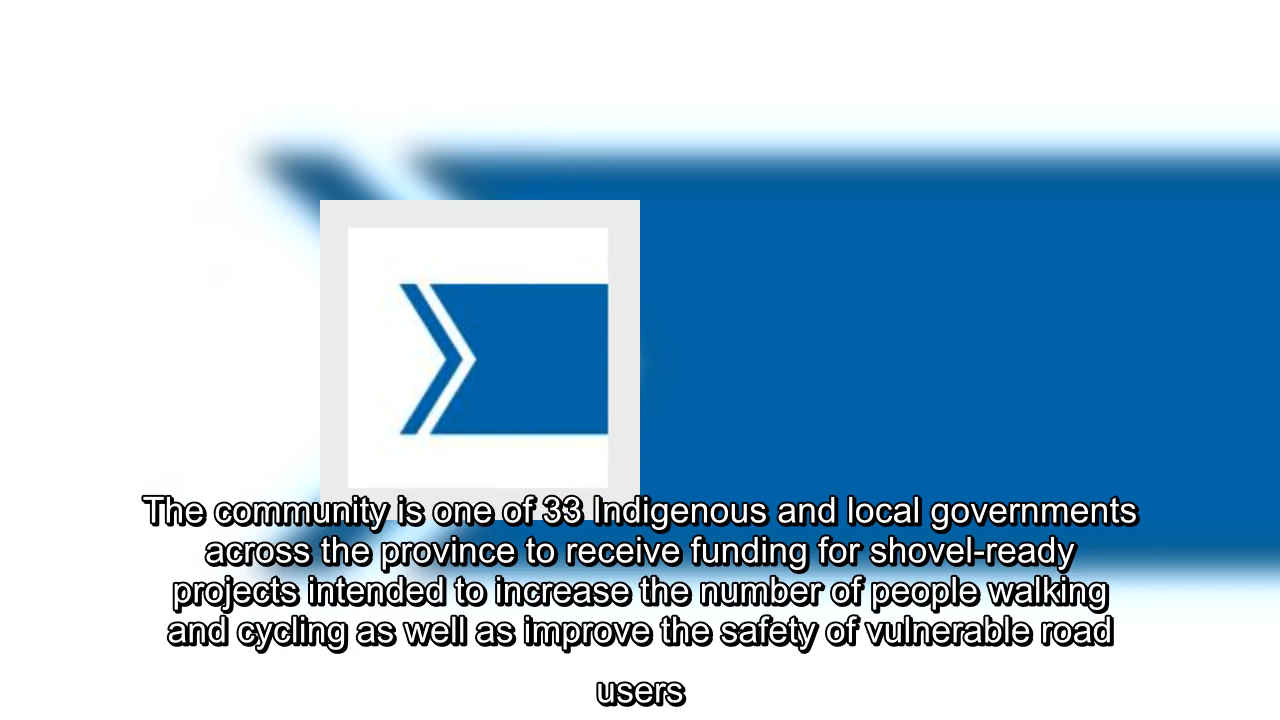 The community is one of 33 Indigenous and local governments
across the province to receive funding for shovel-ready
projects intended to increase the number of people walking
and cycling as well as improve the safety of vulnerable road
users